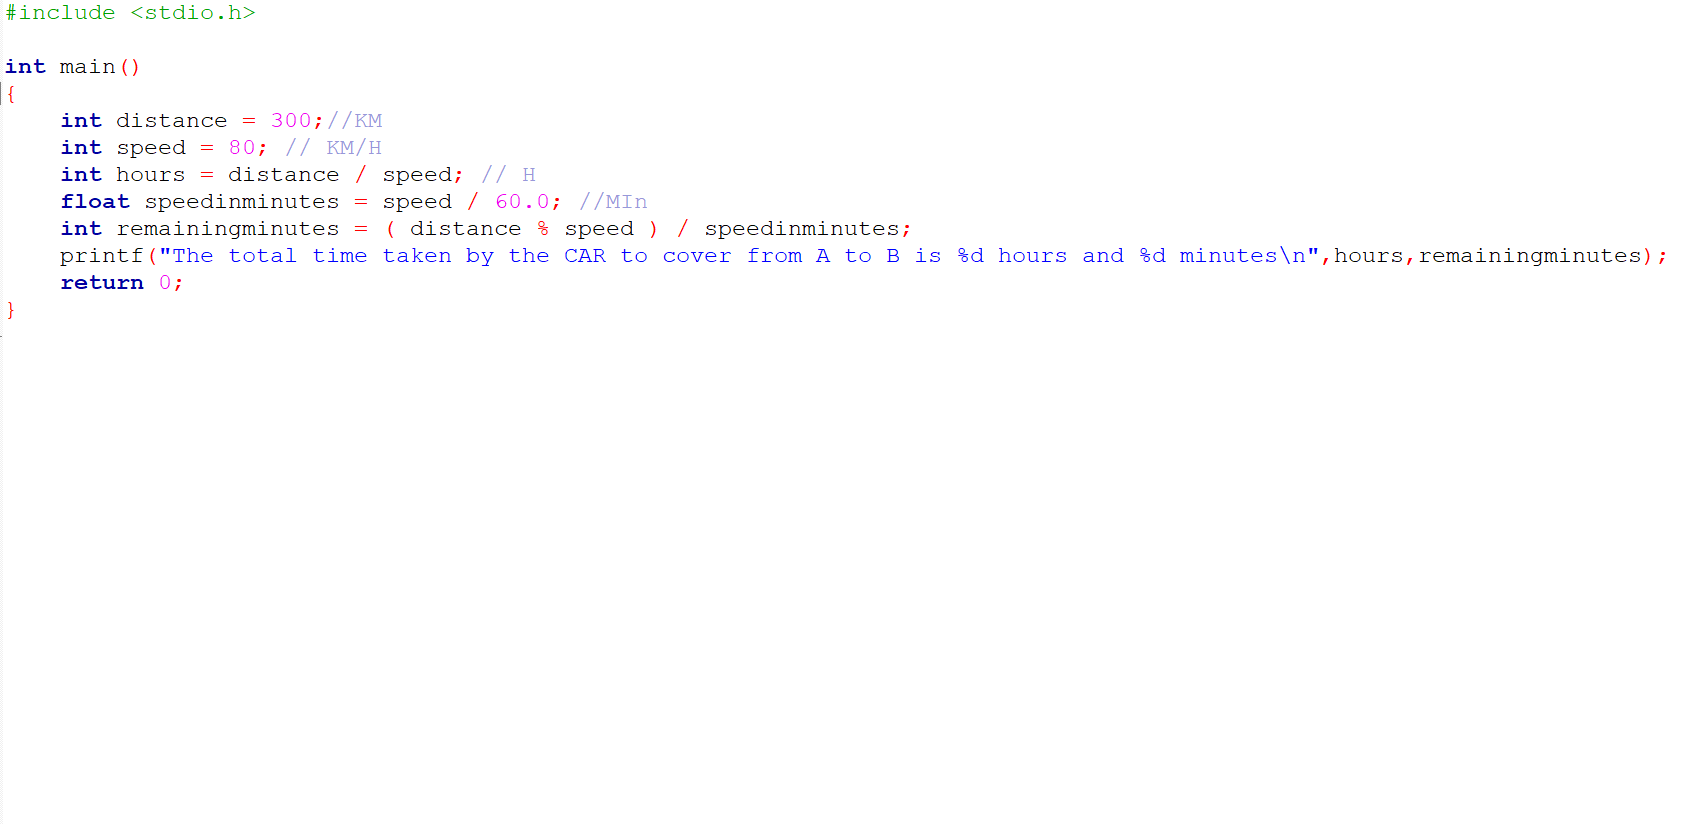 #include <stdio.h>
int main()
{
int distance = 300;//KM
int speed = 80; // KM/H
int hours = distance / speed; // H
float speedinminutes = speed / 60.0; //MIn
int remainingminutes = ( distance % speed ) / speedinminutes;
printf("The total time taken by the CAR to cover from A to B is %d hours and %d minutes\n",hours,remainingminutes);
return 0;
}